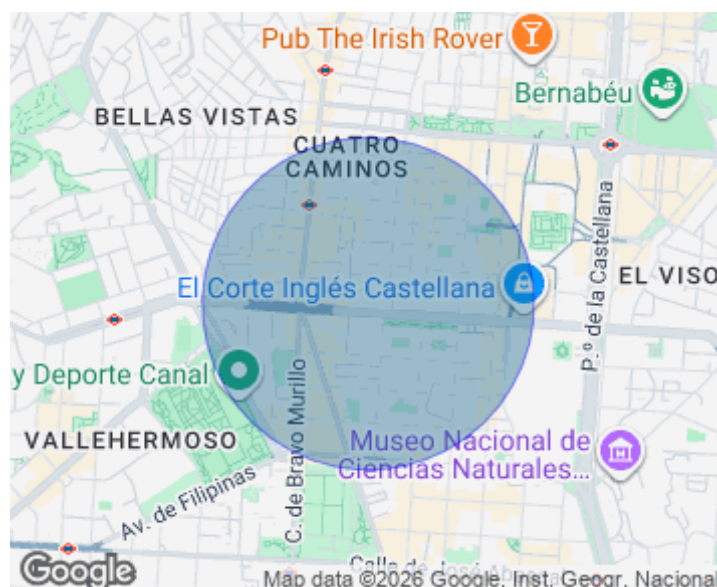 Pub The Irish Rover
Bernabéu
BELLAS VISTAS
CUATRO
CAMINOS
P.º de la Castellana
El Corte Inglés Castellana
EL VISO
y Deporte Canal
C. de Bravo Murillo
VALLEHERMOSO
Museo Nacional de
Ciencias Naturales...
Av. de Filipinas
Google
Map data ©2026 Google, Inst. Geogr. Nacional